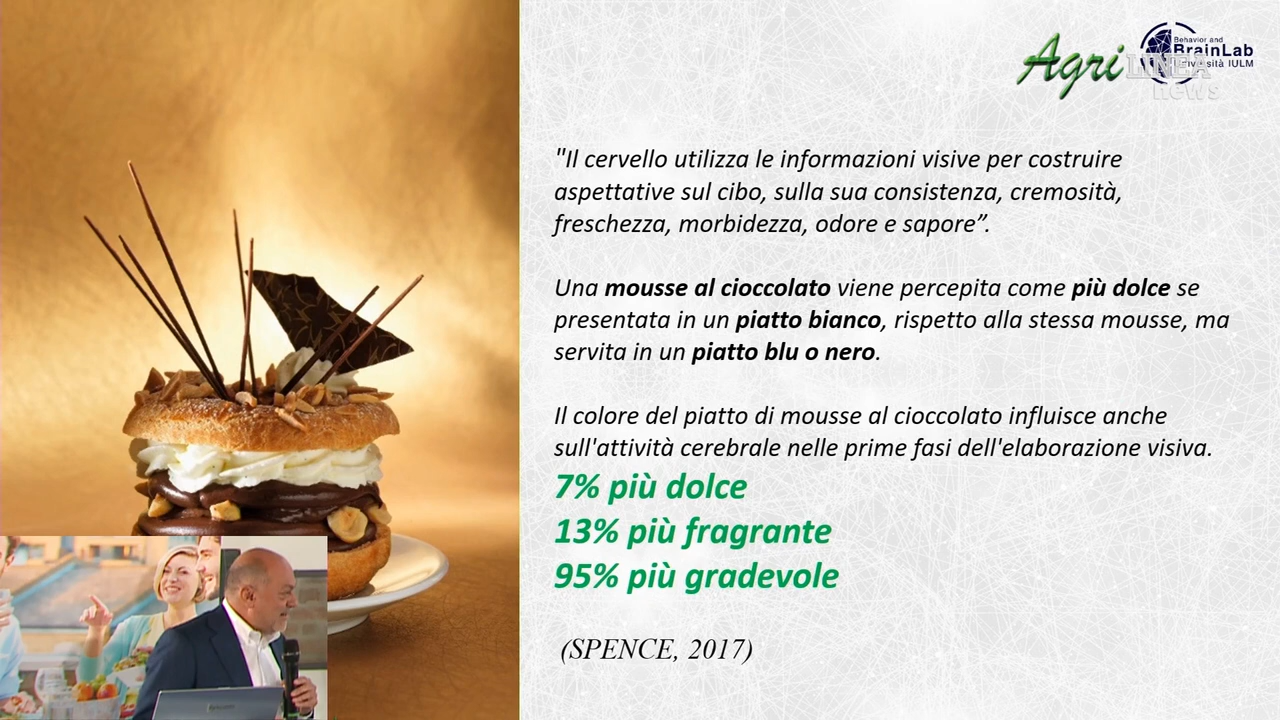 Agri LINEA
news
Behavior and
BrainLab
Università IULM
"Il cervello utilizza le informazioni visive per costruire
aspettative sul cibo, sulla sua consistenza, cremosità,
freschezza, morbidezza, odore e sapore”.
Una mousse al cioccolato viene percepita come più dolce se
presentata in un piatto bianco, rispetto alla stessa mousse, ma
servita in un piatto blu o nero.
Il colore del piatto di mousse al cioccolato influisce anche
sull'attività cerebrale nelle prime fasi dell'elaborazione visiva.
7% più dolce
13% più fragrante
95% più gradevole
(SPENCE, 2017)